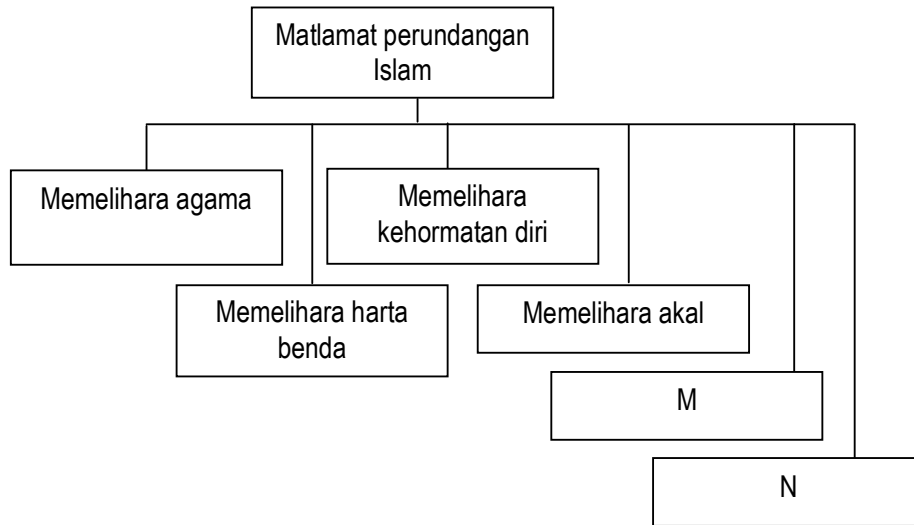 Matlamat perundangan
Islam
Memelihara agama
Memelihara
kehormatan diri
Memelihara harta
benda
Memelihara akal
M
N